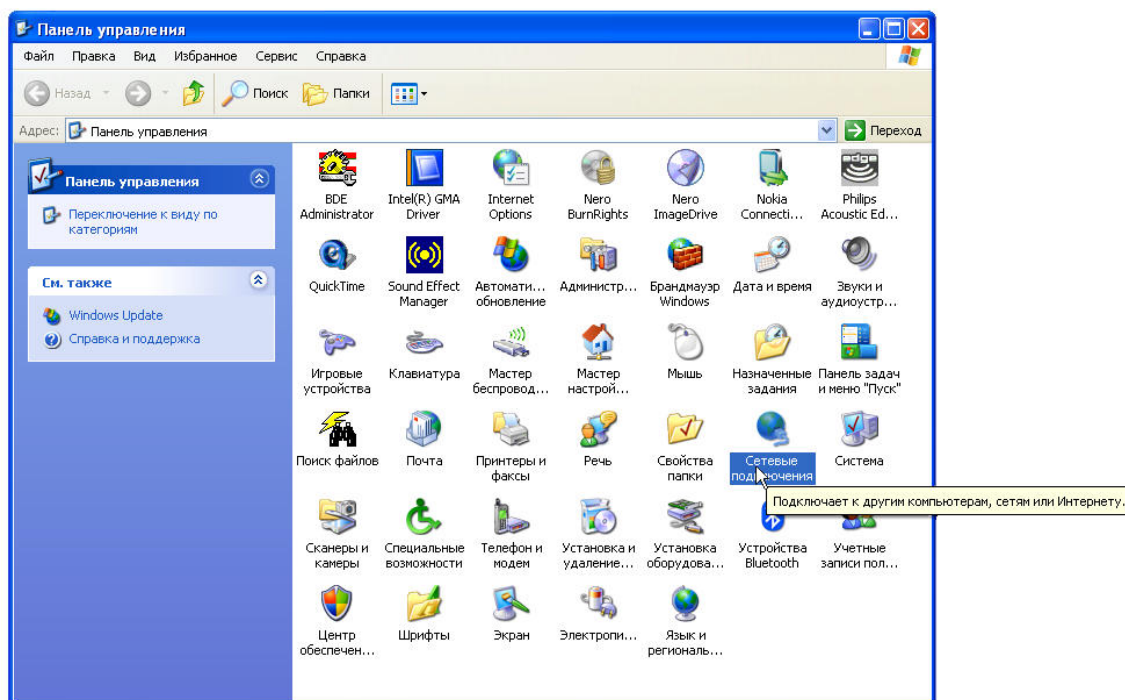 Панель управления
Файл Правка Вид Избранное Сервис Справка
Назад Поиск Папки
Адрес: Панель управления Переход
Панель управления
Переключение к виду по
категориям
См. также
Windows Update
Справка и поддержка
BDE
Administrator
Intel(R) GMA
Driver
Internet
Options
Nero
BurnRights
Nero
ImageDrive
Nokia
Connecti...
Philips
Acoustic Ed...
QuickTime
Sound Effect
Manager
Автомати...
обновление
Администр...
Брандмауэр
Windows
Дата и время
Звуки и
аудиоустр...
Игровые
устройства
Клавиатура
Мастер
беспровод...
Мастер
настрой...
Мышь
Назначенные
задания
Панель задач
и меню "Пуск"
Поиск файлов
Почта
Принтеры и
факсы
Речь
Свойства
папки
Сетевые
подключения
Система
Подключает к другим компьютерам, сетям или Интернету.
Сканеры и
камеры
Специальные
возможности
Телефон и
модем
Установка и
удаление...
Установка
оборудова...
Устройства
Bluetooth
Учетные
записи пол...
Центр
обеспечен...
Шрифты
Экран
Электропи...
Язык и
региональ...